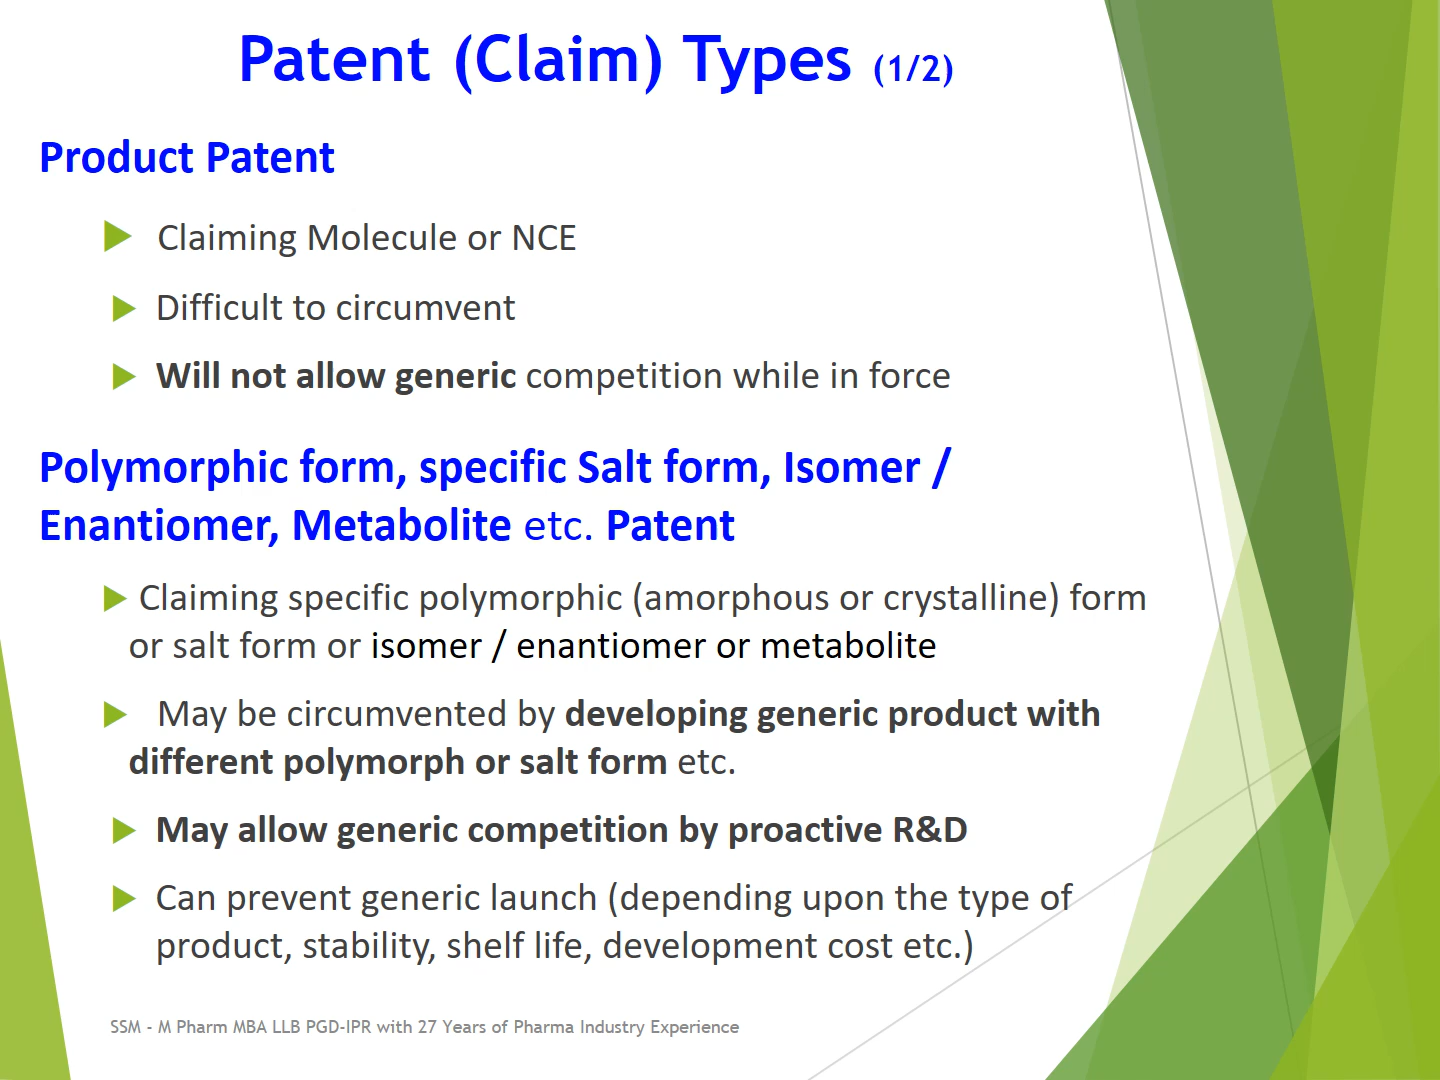 Patent (Claim) Types (1/2)
Product Patent
Claiming Molecule or NCE
Difficult to circumvent
Will not allow generic competition while in force
Polymorphic form, specific Salt form, Isomer /
Enantiomer, Metabolite etc. Patent
Claiming specific polymorphic (amorphous or crystalline) form
or salt form or isomer / enantiomer or metabolite
May be circumvented by developing generic product with
different polymorph or salt form etc.
May allow generic competition by proactive R&D
Can prevent generic launch (depending upon the type of
product, stability, shelf life, development cost etc.)
SSM - M Pharm MBA LLB PGD-IPR with 27 Years of Pharma Industry Experience